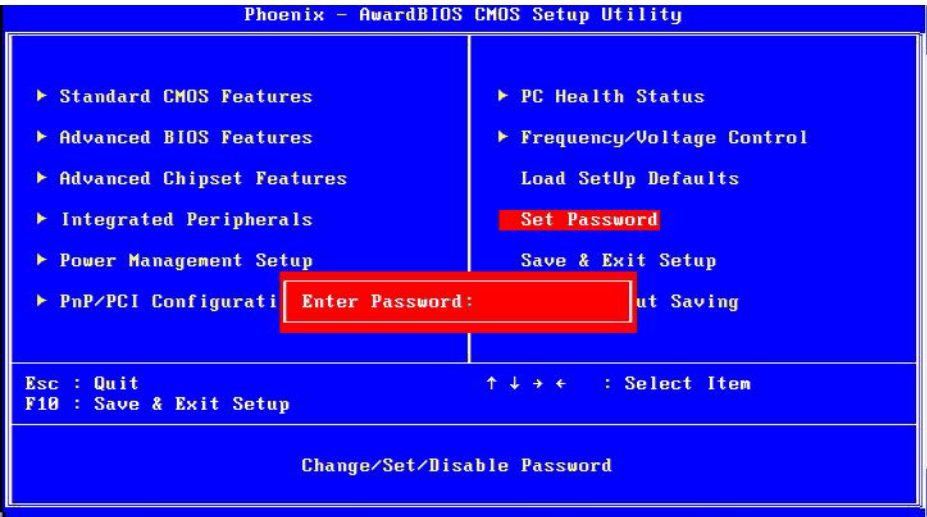 Phoenix - AwardBIOS CMOS Setup Utility
▶ Standard CMOS Features
▶ Advanced BIOS Features
▶ Advanced Chipset Features
▶ Integrated Peripherals
▶ Power Management Setup
▶ PnP/PCI Configurati
▶ PC Health Status
▶ Frequency/Voltage Control
Load SetUp Defaults
Set Password
Save & Exit Setup
ut Saving
Enter Password:
Esc : Quit
F10 : Save & Exit Setup
↑ ↓ → ← : Select Item
Change/Set/Disable Password